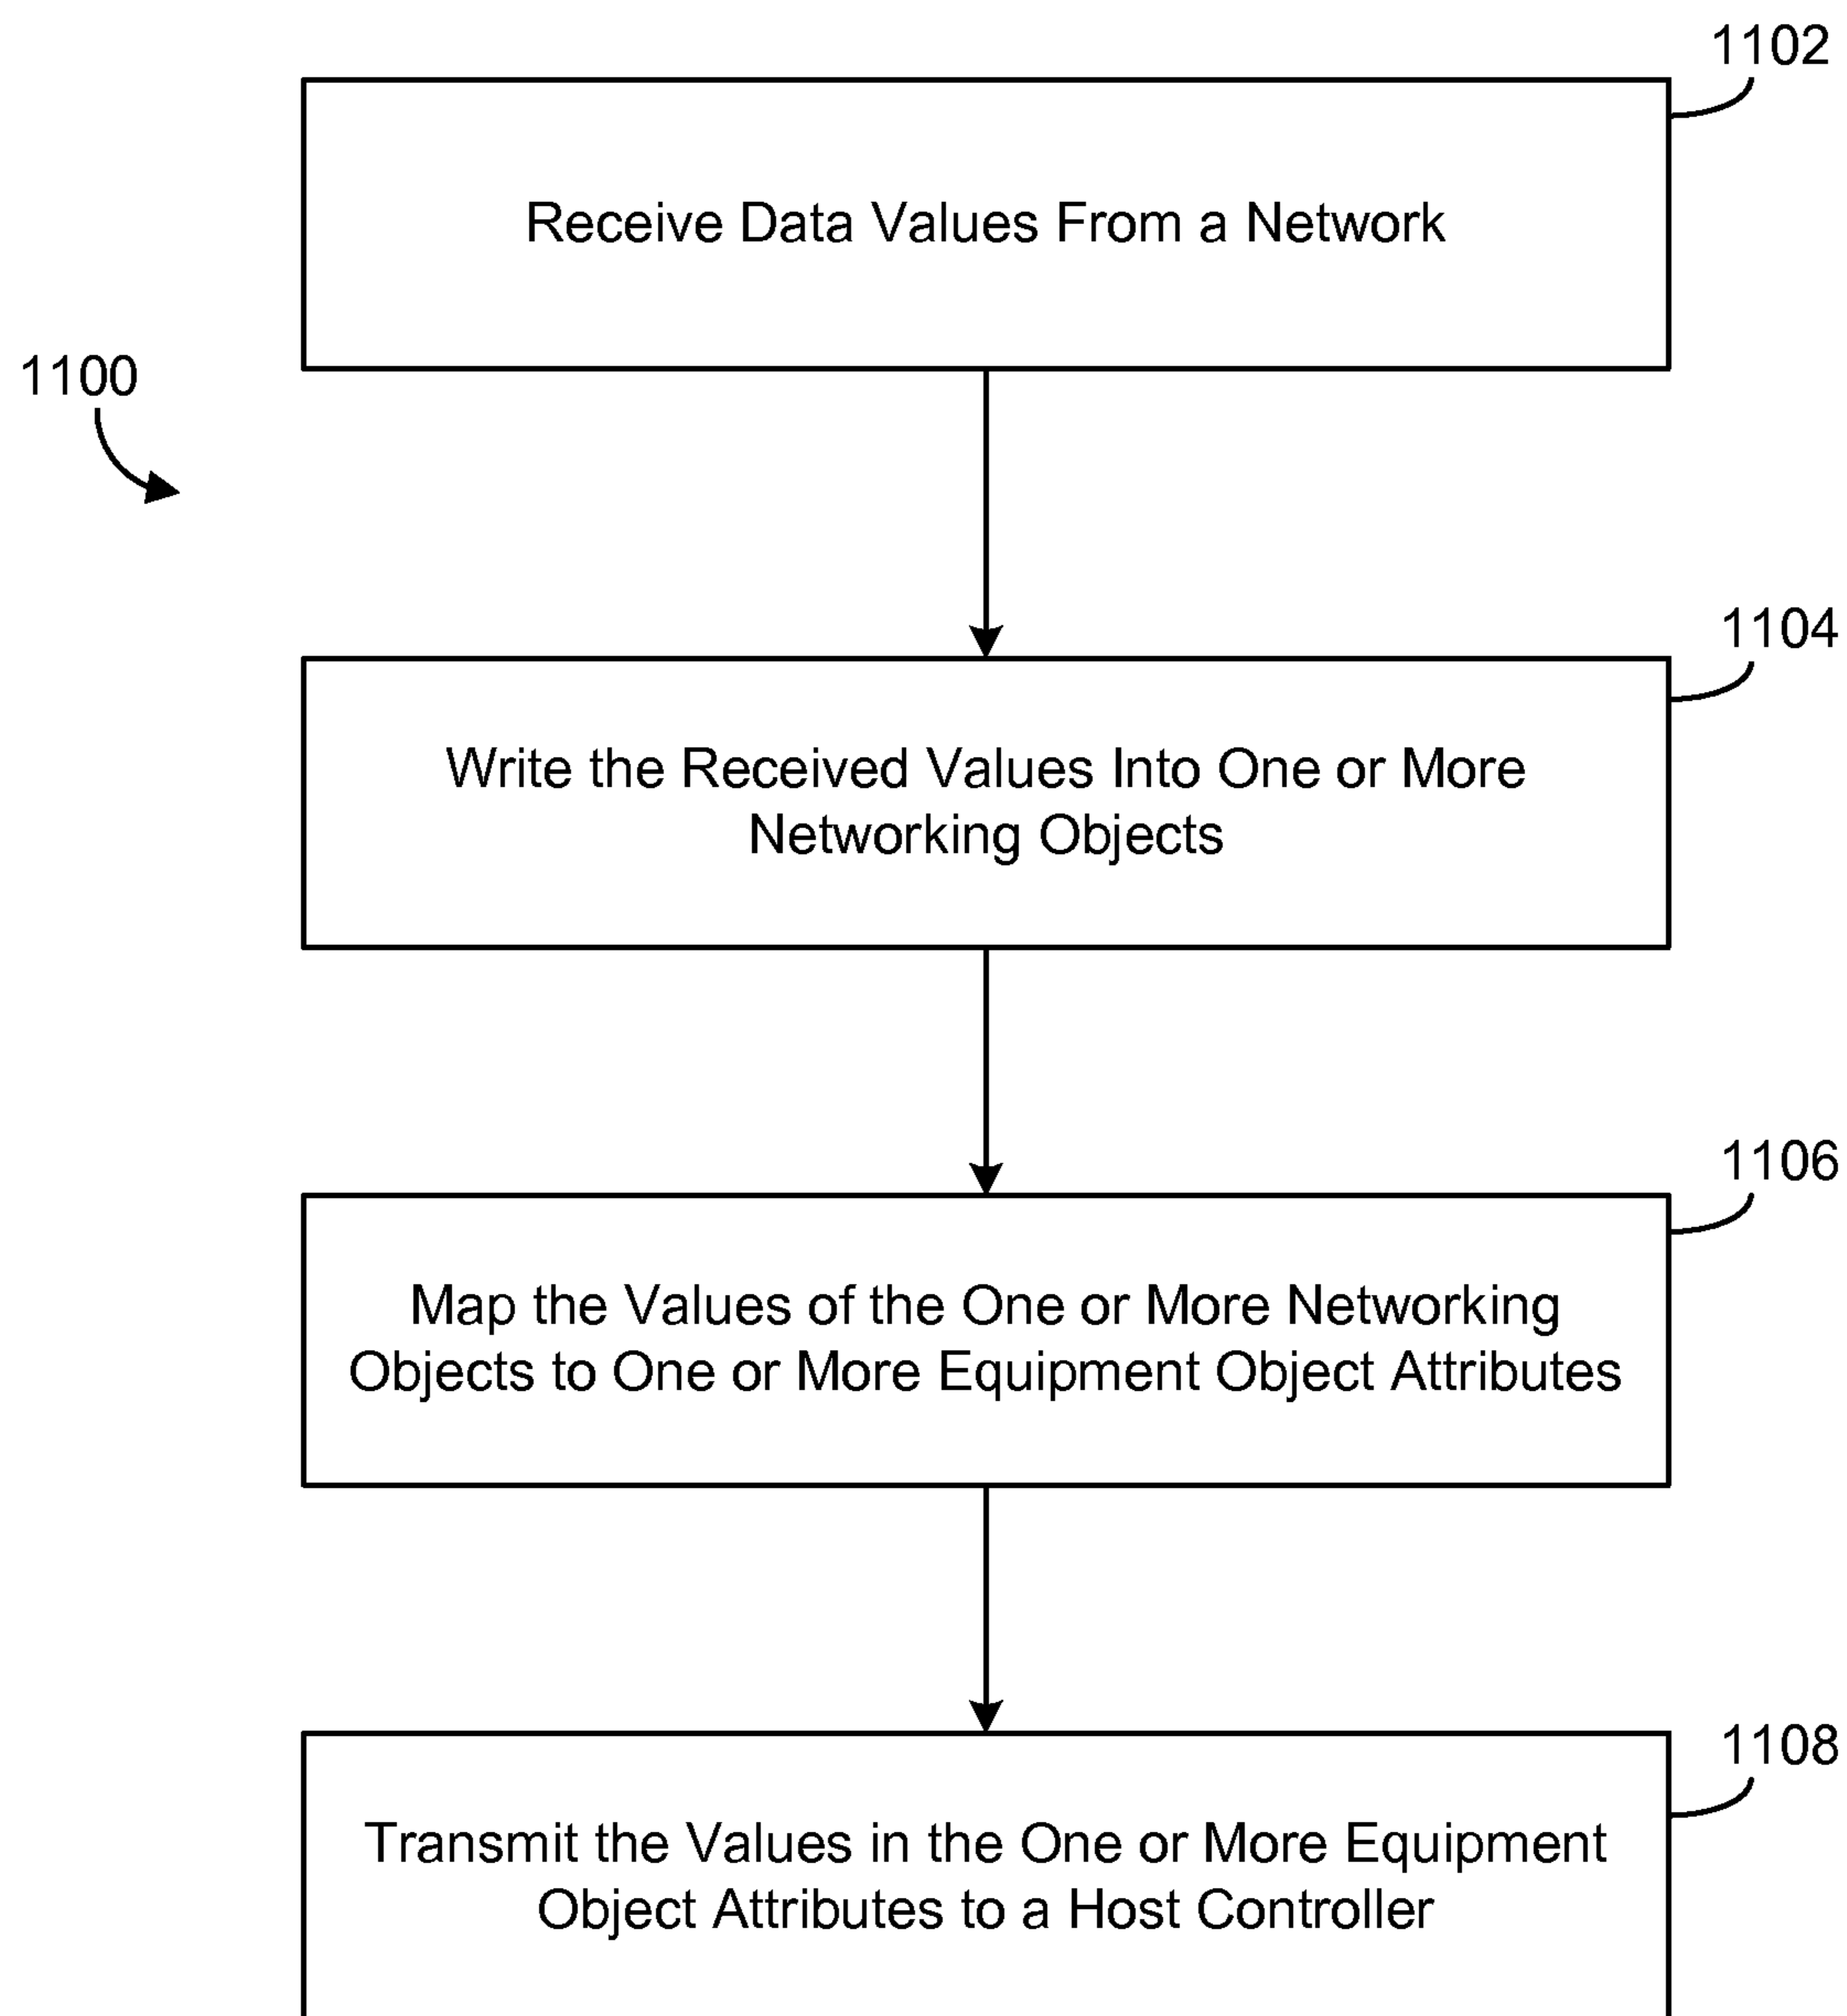 1102
Receive Data Values From a Network
1100
1104
Write the Received Values Into One or More
Networking Objects
1106
Map the Values of the One or More Networking
Objects to One or More Equipment Object Attributes
1108
Transmit the Values in the One or More Equipment
Object Attributes to a Host Controller